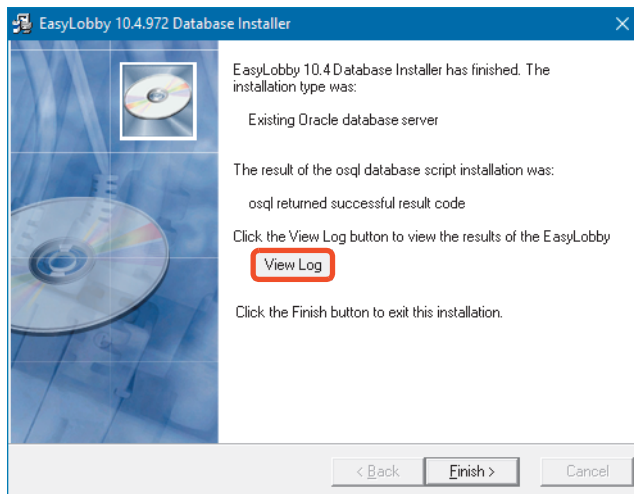 EasyLobby 10.4.972 Database Installer
EasyLobby 10.4 Database Installer has finished. The
installation type was:
Existing Oracle database server
The result of the osql database script installation was:
osql returned successful result code
Click the View Log button to view the results of the EasyLobby
View Log
Click the Finish button to exit this installation.
< Back
Finish >
Cancel